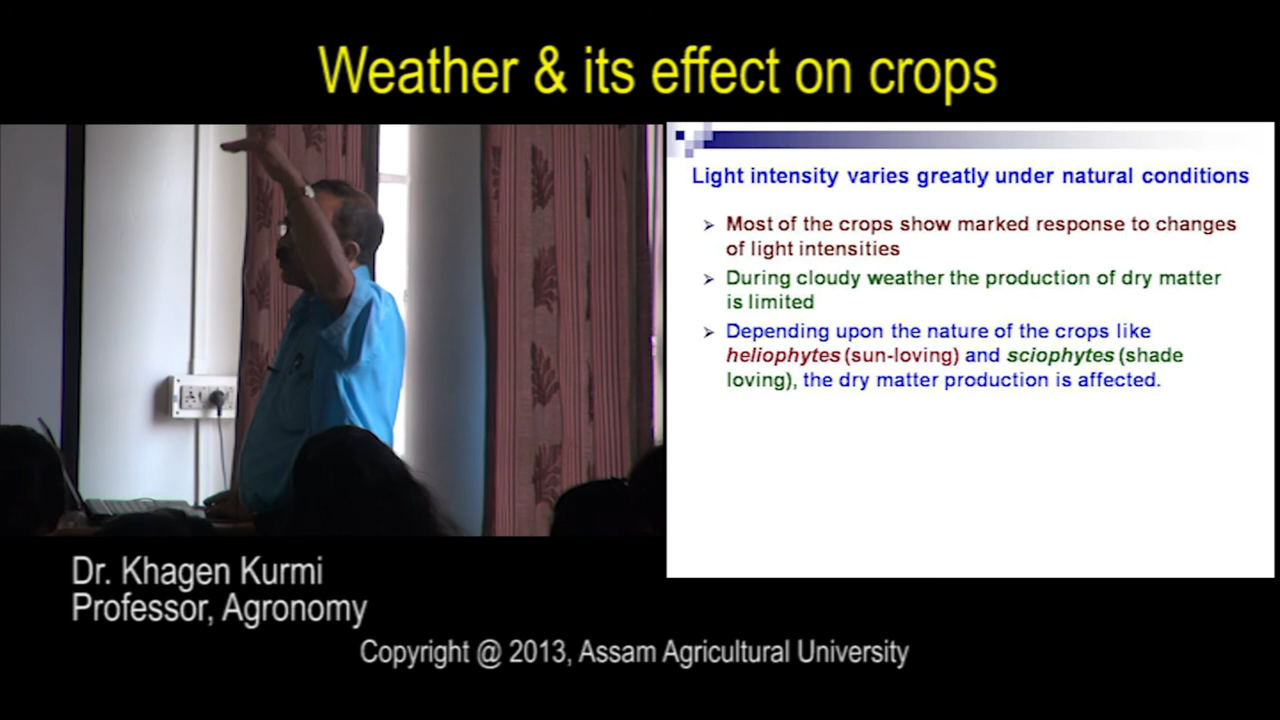 Weather & its effect on crops
Light intensity varies greatly under natural conditions
Most of the crops show marked response to changes
of light intensities
During cloudy weather the production of dry matter
is limited
Depending upon the nature of the crops like
heliophytes (sun-loving) and sciophytes (shade
loving), the dry matter production is affected.
Dr. Khagen Kurmi
Professor, Agronomy
Copyright @ 2013, Assam Agricultural University